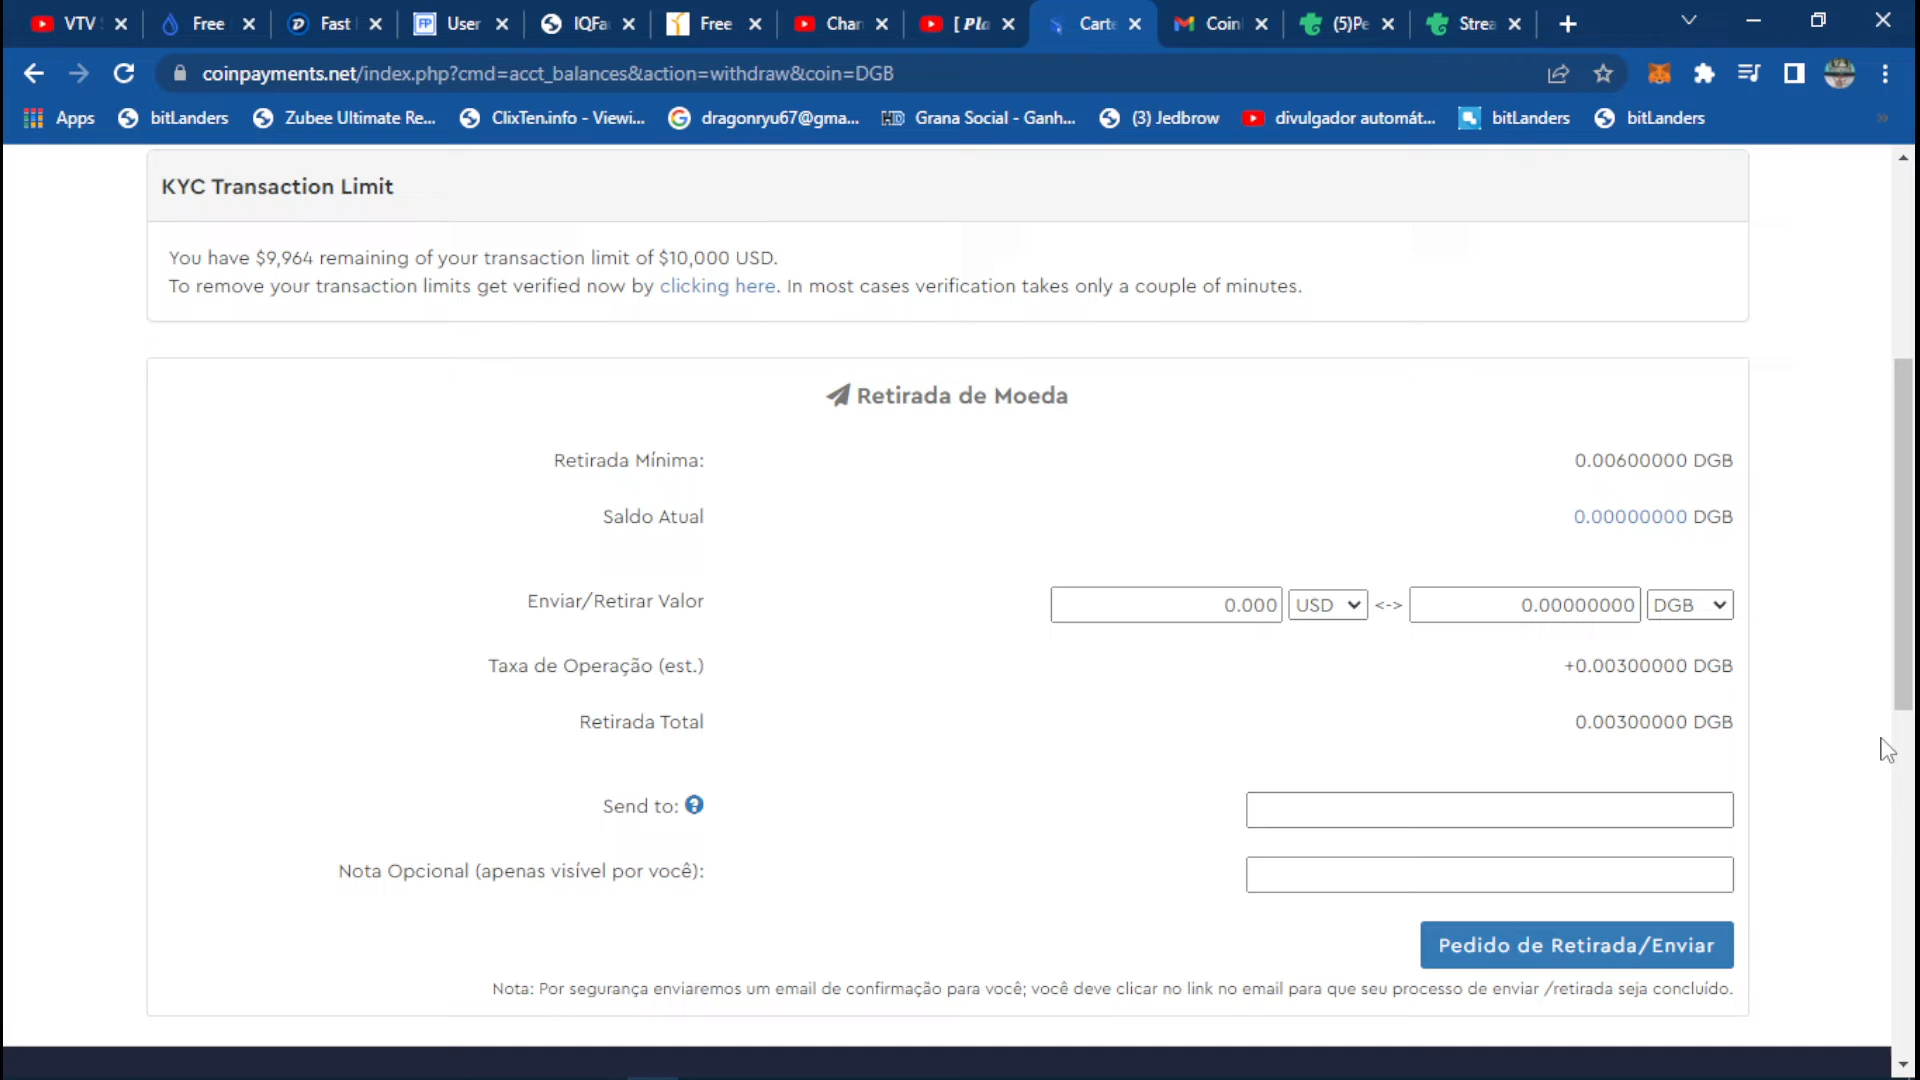 VTV
Free
Fast
User
IQFa
Free
Chan
[ Pla
Carte
Coin
(5)Pe
Strea
coinpayments.net/index.php?cmd=acct_balances&action=withdraw&coin=DGB
Apps
bitLanders
Zubee Ultimate Re...
ClixTen.info - Viewi...
dragonryu67@gma...
Grana Social - Ganh...
(3) Jedbrow
divulgador automát...
bitLanders
bitLanders
KYC Transaction Limit
You have $9,964 remaining of your transaction limit of $10,000 USD.
To remove your transaction limits get verified now by clicking here. In most cases verification takes only a couple of minutes.
Retirada de Moeda
Retirada Mínima: 0.00600000 DGB
Saldo Atual 0.00000000 DGB
Enviar/Retirar Valor 0.000 USD <-> 0.00000000 DGB
Taxa de Operação (est.) +0.00300000 DGB
Retirada Total 0.00300000 DGB
Send to:
Nota Opcional (apenas visível por você):
Pedido de Retirada/Enviar
Nota: Por segurança enviaremos um email de confirmação para você; você deve clicar no link no email para que seu processo de enviar /retirada seja concluído.